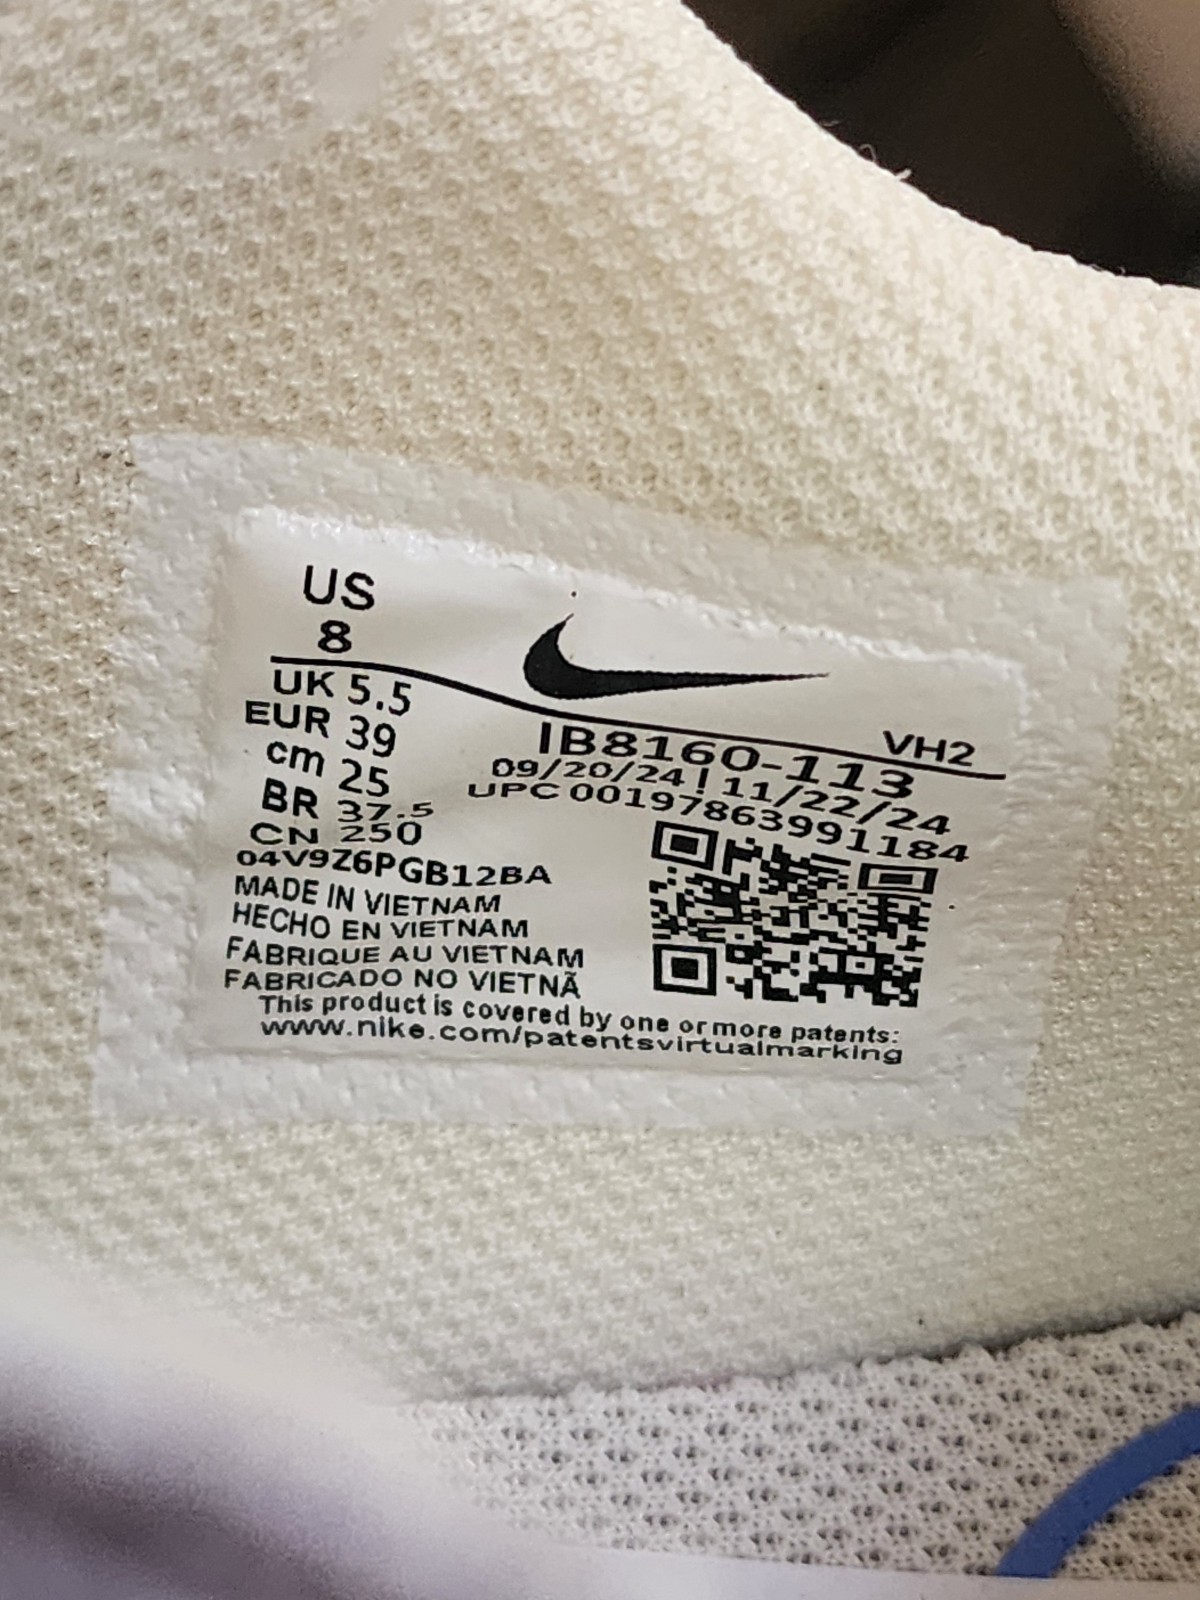 US
8
UK 5.5
EUR 39
cm 25
BR 37.5
CN 250
VH2
IB8160-113
09/20/24 | 11/22/24
UPC 00197863991184
04V9Z6PGB12BA
MADE IN VIETNAM
HECHO EN VIETNAM
FABRIQUE AU VIETNAM
FABRICADO NO VIETNÃ
This product is covered by one or more patents:
www.nike.com/patentsvirtualmarking